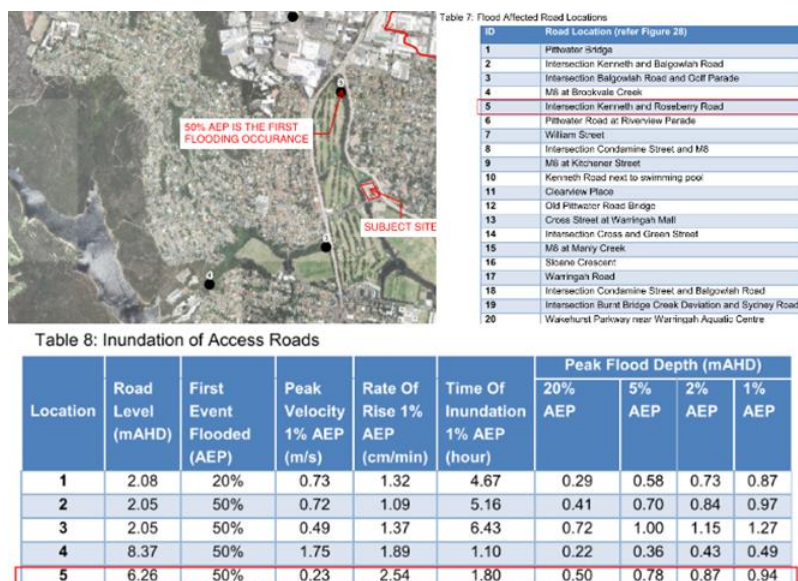 50% AEP IS THE FIRST
FLOODING OCCURANCE
SUBJECT SITE
Table 7: Flood Affected Road Locations
ID Road Location (refer Figure 28)
1 Pittwater Bridge
2 Intersection Kenneth and Balgowlah Road
3 Intersection Balgowlah Road and Golf Parade
4 M8 at Brookvale Creek
5 Intersection Kenneth and Roseberry Road
6 Pittwater Road at Riverview Parade
7 William Street
8 Intersection Condamine Street and M8
9 M8 at Kitchener Street
10 Kenneth Road next to swimming pool
11 Clearview Place
12 Old Pittwater Road Bridge
13 Cross Street at Warringah Mall
14 Intersection Cross and Green Street
15 M8 at Manly Creek
16 Sloane Crescent
17 Warringah Road
18 Intersection Condamine Street and Balgowlah Road
19 Intersection Burnt Bridge Creek Deviation and Sydney Road
20 Wakehurst Parkway near Warringah Aquatic Centre
Table 8: Inundation of Access Roads
Location Road Level (mAHD) First Event Flooded (AEP) Peak Velocity 1% AEP (m/s) Rate Of Rise 1% AEP (cm/min) Time Of Inundation 1% AEP (hour) Peak Flood Depth (mAHD)
20% AEP 5% AEP 2% AEP 1% AEP
1 2.08 20% 0.73 1.32 4.67 0.29 0.58 0.73 0.87
2 2.05 50% 0.72 1.09 5.16 0.41 0.70 0.84 0.97
3 2.05 50% 0.49 1.37 6.43 0.72 1.00 1.15 1.27
4 8.37 50% 1.75 1.89 1.10 0.22 0.36 0.43 0.49
5 6.26 50% 0.23 2.54 1.80 0.50 0.78 0.87 0.94